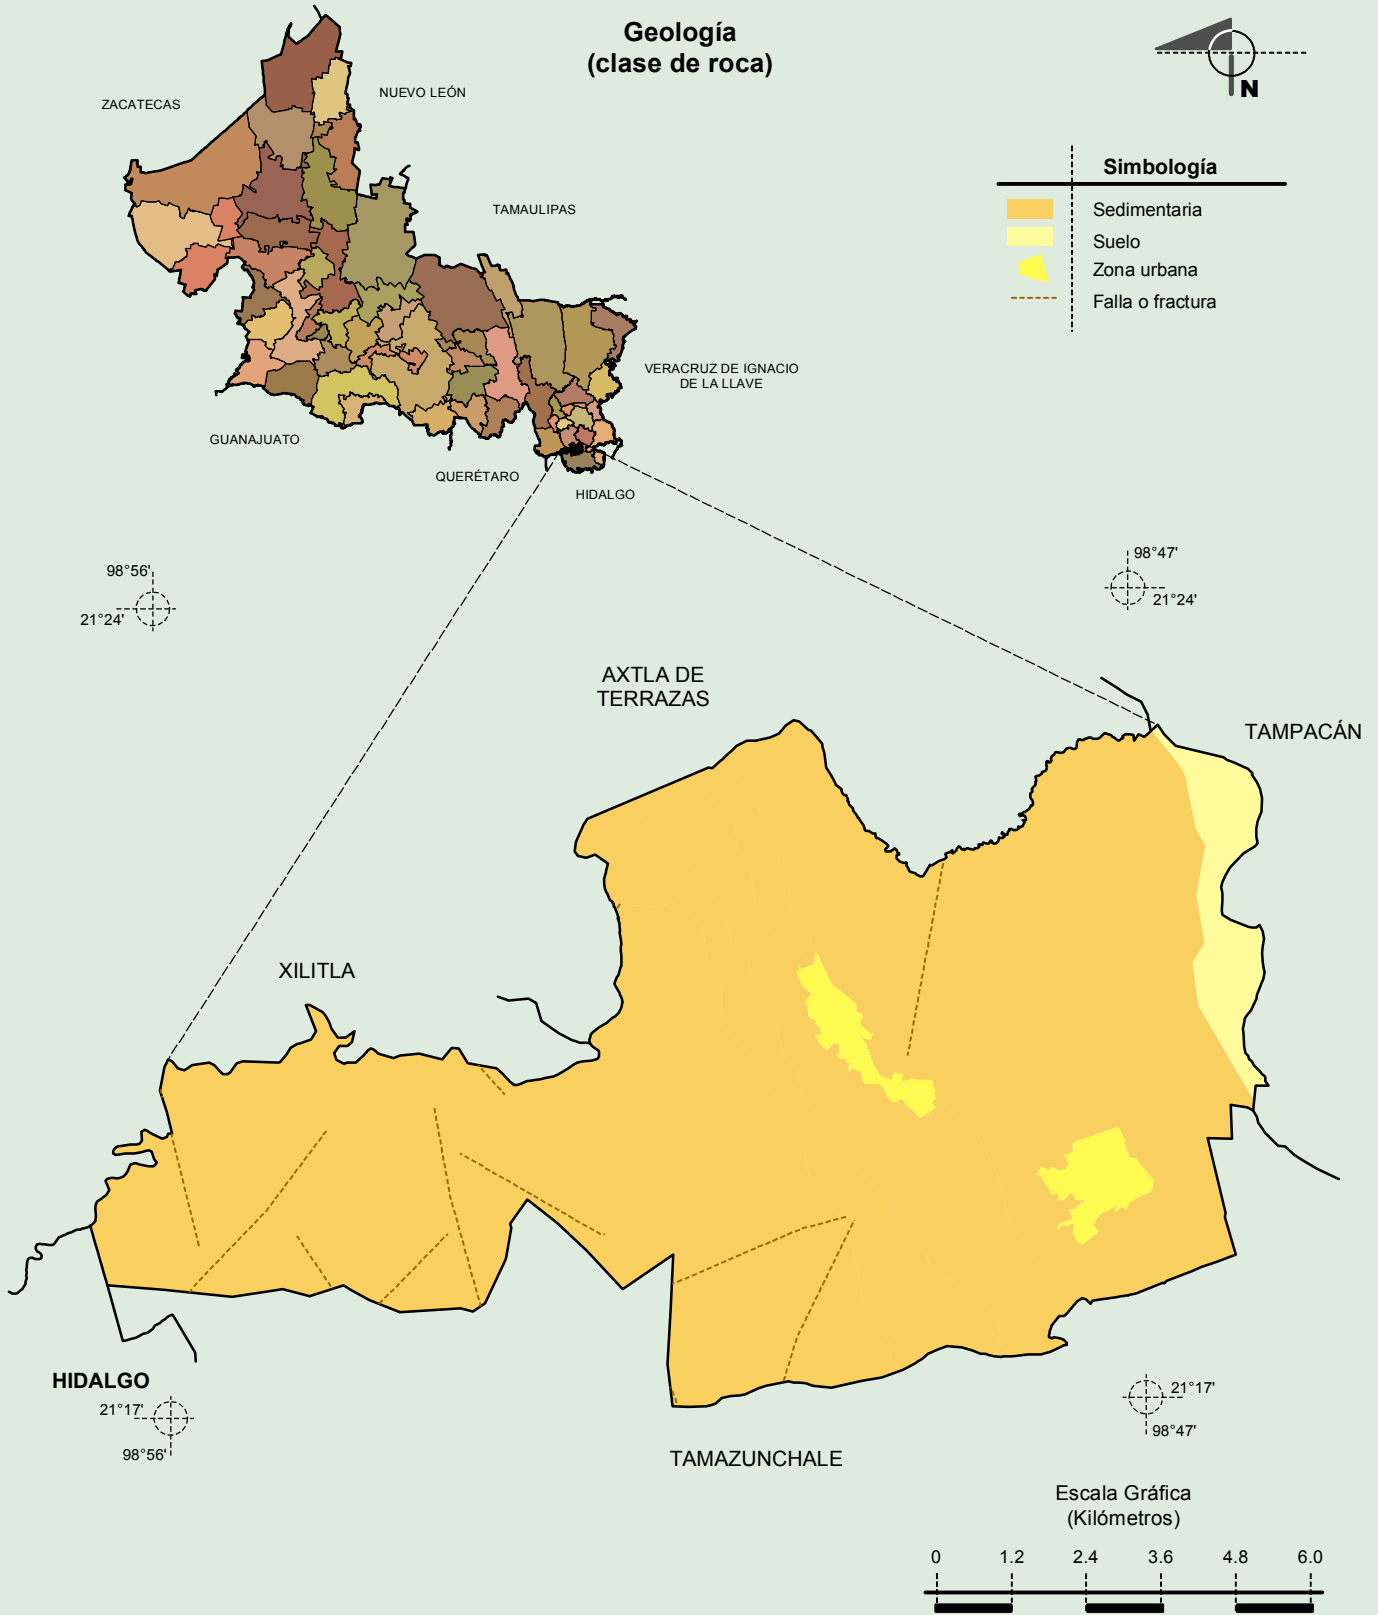 Geología
(clase de roca)
N
ZACATECAS
NUEVO LEÓN
TAMAULIPAS
VERACRUZ DE IGNACIO
DE LA LLAVE
GUANAJUATO
QUERÉTARO
HIDALGO
Simbología
Sedimentaria
Suelo
Zona urbana
Falla o fractura
98°56'
21°24'
98°47'
21°24'
AXTLA DE
TERRAZAS
TAMPACÁN
XILITLA
HIDALGO
21°17'
98°56'
21°17'
98°47'
TAMAZUNCHALE
Escala Gráfica
(Kilómetros)
0 1.2 2.4 3.6 4.8 6.0